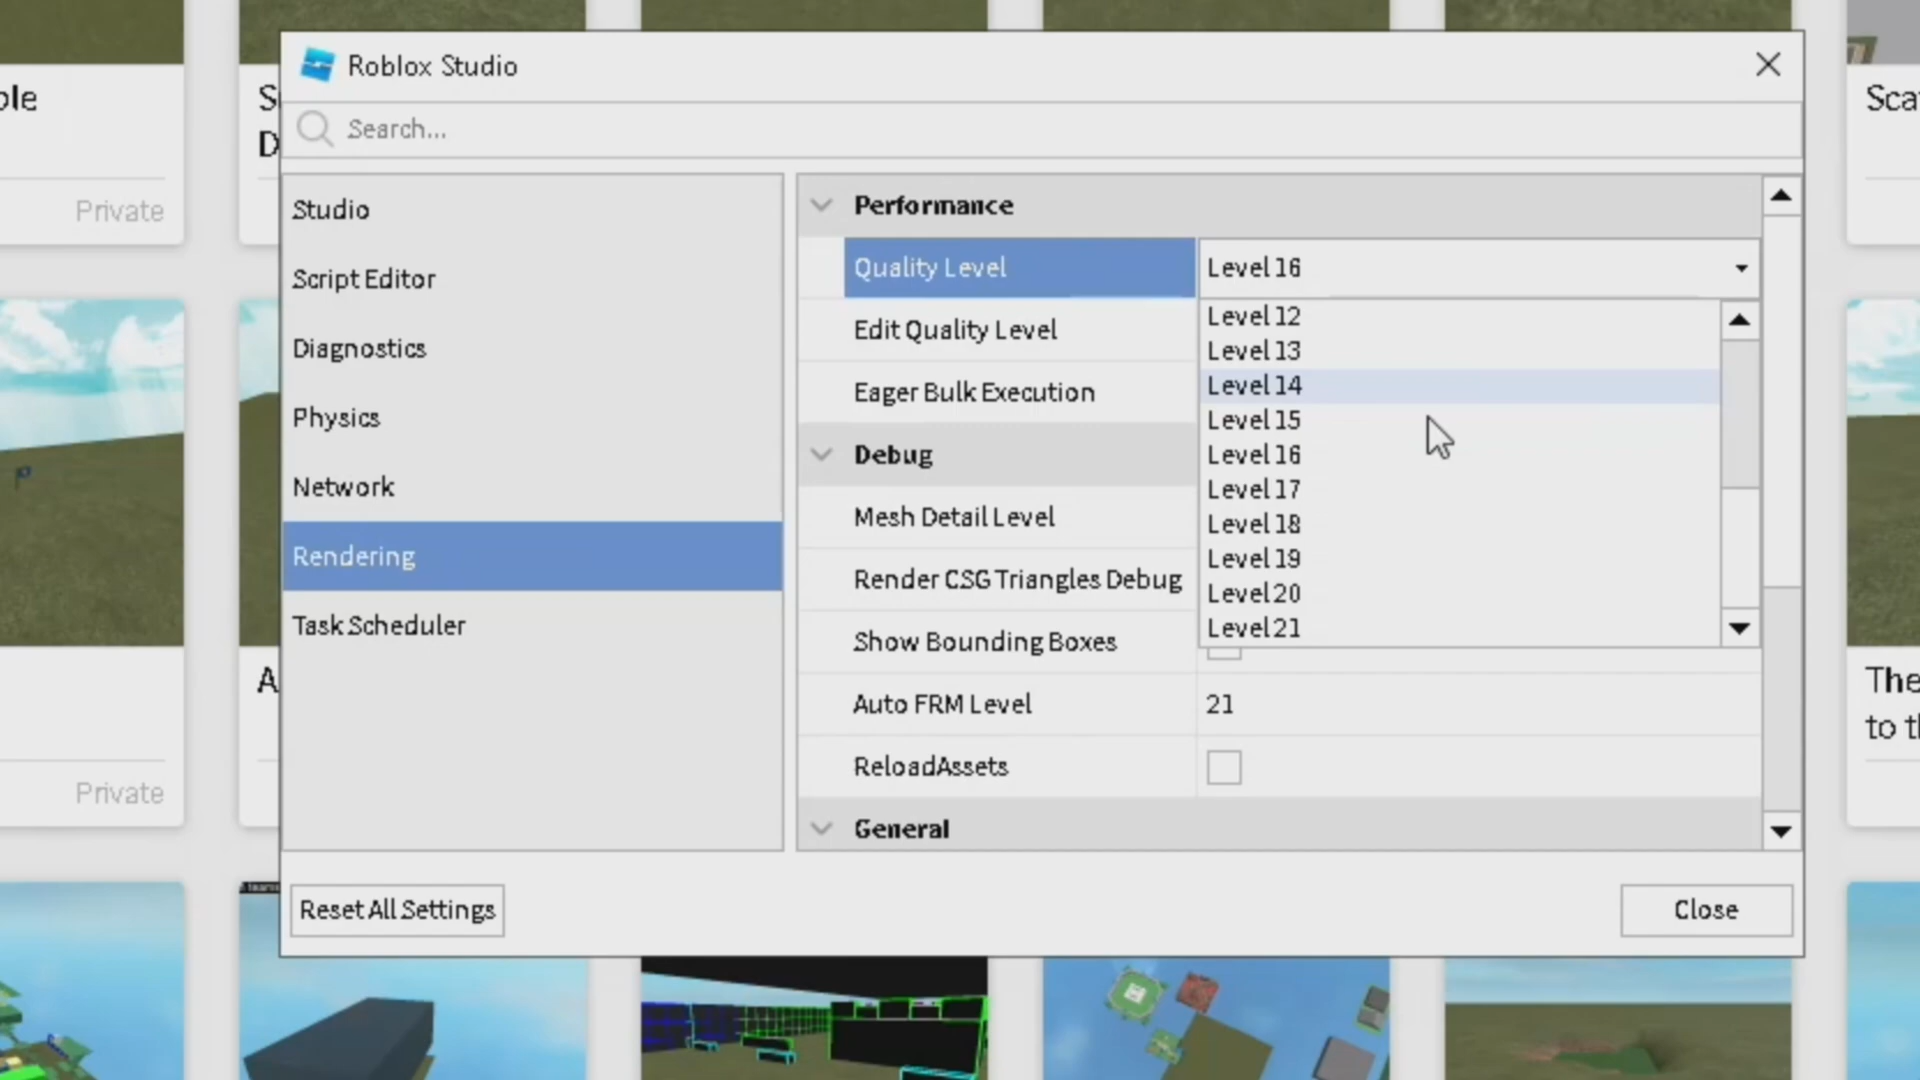 Roblox Studio
Search...
Studio
Script Editor
Diagnostics
Physics
Network
Rendering
Task Scheduler
Performance
Quality Level
Level 16
Edit Quality Level
Eager Bulk Execution
Level 12
Level 13
Level 14
Level 15
Level 16
Level 17
Level 18
Level 19
Level 20
Level 21
Debug
Mesh Detail Level
Render CSG Triangles Debug
Show Bounding Boxes
Auto FRM Level
21
ReloadAssets
General
Reset All Settings
Close
Private
Private
The
to